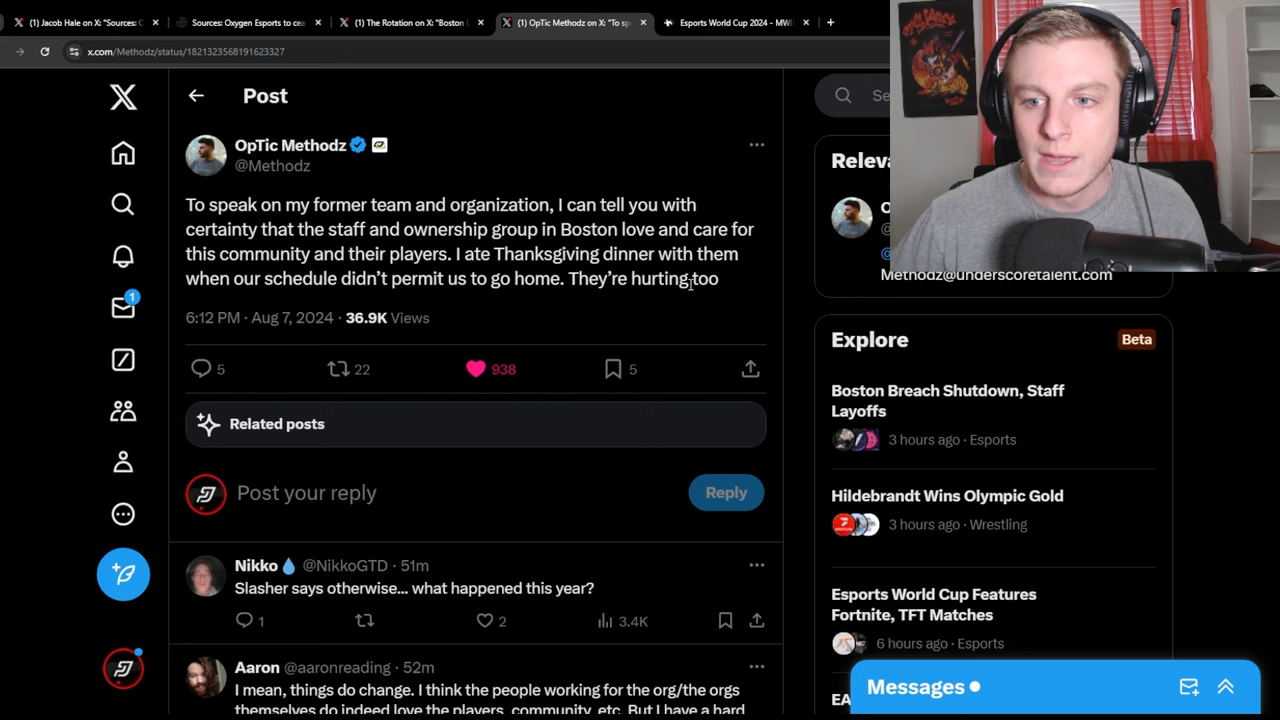 (1) Jacob Hale on X: "Sources: C
Sources: Oxygen Esports to cea
(1) The Rotation on X: "Boston
(1) OpTic Methodz on X: "To sp
Esports World Cup 2024 - MWI
x.com/Methodz/status/1821323568191623327
Post
Se
OpTic Methodz
@Methodz
To speak on my former team and organization, I can tell you with
certainty that the staff and ownership group in Boston love and care for
this community and their players. I ate Thanksgiving dinner with them
when our schedule didn't permit us to go home. They're hurting too
6:12 PM · Aug 7, 2024 · 36.9K Views
5
22
938
5
Related posts
Post your reply
Reply
Nikko @NikkoGTD · 51m
Slasher says otherwise... what happened this year?
1
2
3.4K
Aaron @aaronreading · 52m
I mean, things do change. I think the people working for the org/the orgs
themselves do indeed love the players, community, etc. But I have a hard
1
Relev
O
@
Methodz@underscoretalent.com
Explore
Beta
Boston Breach Shutdown, Staff
Layoffs
3 hours ago · Esports
Hildebrandt Wins Olympic Gold
3 hours ago · Wrestling
Esports World Cup Features
Fortnite, TFT Matches
6 hours ago · Esports
EA
Messages